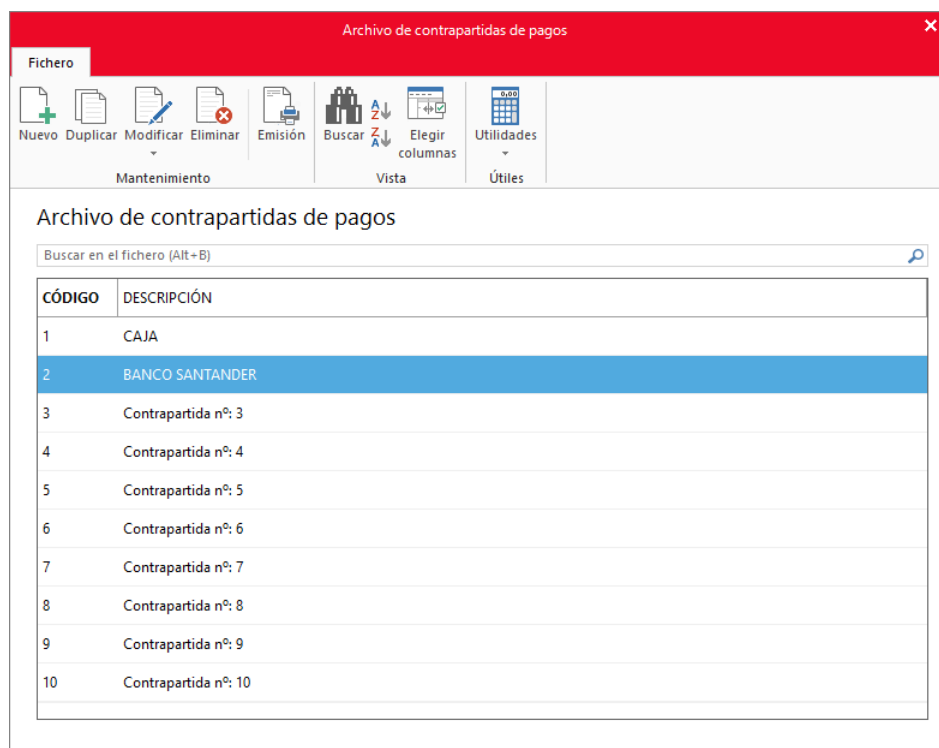 Archivo de contrapartidas de pagos
Fichero
Nuevo Duplicar Modificar Eliminar Emisión Buscar Elegir columnas Utilidades
Mantenimiento Vista Útiles
Archivo de contrapartidas de pagos
Buscar en el fichero (Alt+B)
CÓDIGO DESCRIPCIÓN
1 CAJA
2 BANCO SANTANDER
3 Contrapartida nº: 3
4 Contrapartida nº: 4
5 Contrapartida nº: 5
6 Contrapartida nº: 6
7 Contrapartida nº: 7
8 Contrapartida nº: 8
9 Contrapartida nº: 9
10 Contrapartida nº: 10